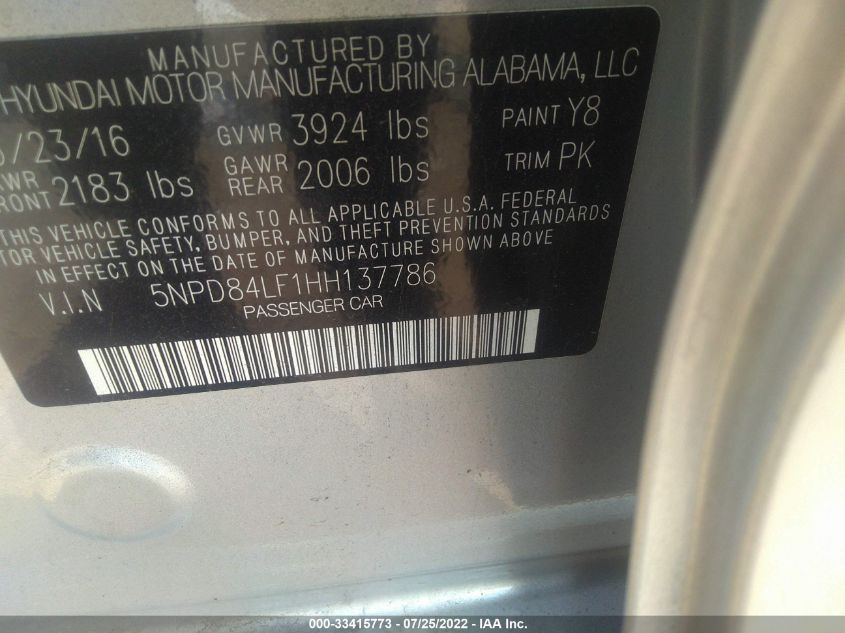 MANUFACTURED BY
HYUNDAI MOTOR MANUFACTURING ALABAMA, LLC
/23/16 GVWR 3924 lbs PAINT Y8
WR FRONT 2183 lbs GAWR REAR 2006 lbs TRIM PK
THIS VEHICLE CONFORMS TO ALL APPLICABLE U.S.A. FEDERAL
TOR VEHICLE SAFETY, BUMPER, AND THEFT PREVENTION STANDARDS
IN EFFECT ON THE DATE OF MANUFACTURE SHOWN ABOVE
V.I.N 5NPD84LF1HH137786
PASSENGER CAR
000-33415773 - 07/25/2022 - IAA Inc.